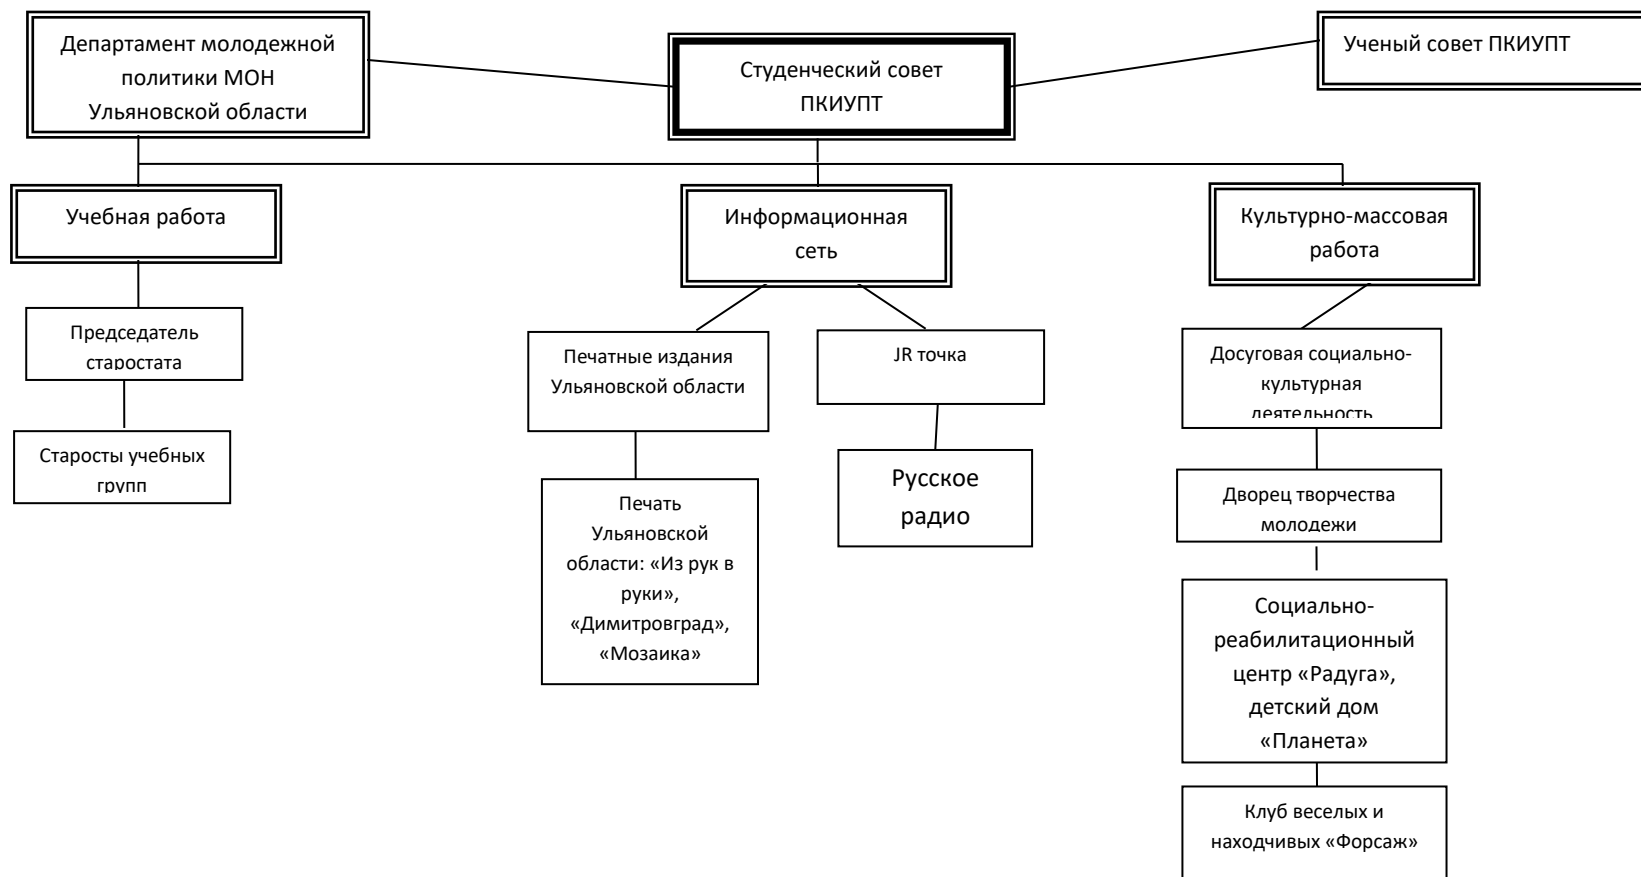 Департамент молодежной
политики МОН
Ульяновской области
Студенческий совет
ПКИУПТ
Ученый совет ПКИУПТ
Учебная работа
Информационная
сеть
Культурно-массовая
работа
Председатель
старостата
Старосты учебных
групп
Печатные издания
Ульяновской области
Печать
Ульяновской
области: «Из рук в
руки»,
«Димитровград»,
«Мозаика»
JR точка
Русское
радио
Досуговая социально-
культурная
деятельность
Дворец творчества
молодежи
Социально-
реабилитационный
центр «Радуга»,
детский дом
«Планета»
Клуб веселых и
находчивых «Форсаж»